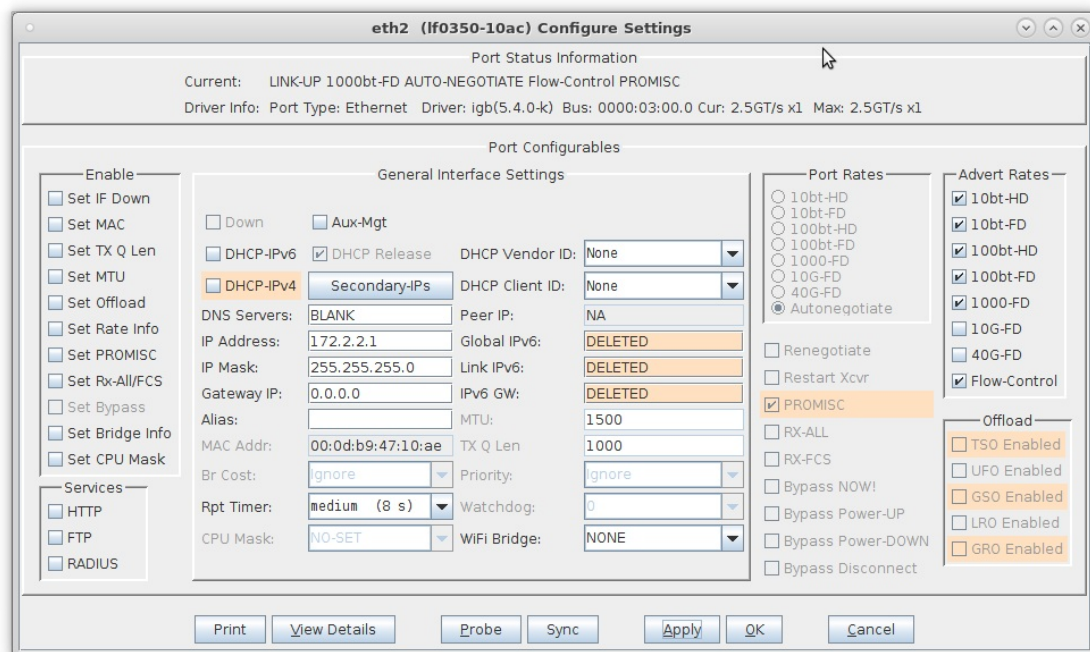 eth2 (lf0350-10ac) Configure Settings
Port Status Information
Current: LINK-UP 1000bt-FD AUTO-NEGOTIATE Flow-Control PROMISC
Driver Info: Port Type: Ethernet Driver: igb(5.4.0-k) Bus: 0000:03:00.0 Cur: 2.5GT/s x1 Max: 2.5GT/s x1
Port Configurables
Enable
Set IF Down
Set MAC
Set TX Q Len
Set MTU
Set Offload
Set Rate Info
Set PROMISC
Set Rx-All/FCS
Set Bypass
Set Bridge Info
Set CPU Mask
Services
HTTP
FTP
RADIUS
General Interface Settings
Down Aux-Mgt
DHCP-IPv6 DHCP Release DHCP Vendor ID: None
DHCP-IPv4 Secondary-IPs DHCP Client ID: None
DNS Servers: BLANK Peer IP: NA
IP Address: 172.2.2.1 Global IPv6: DELETED
IP Mask: 255.255.255.0 Link IPv6: DELETED
Gateway IP: 0.0.0.0 IPv6 GW: DELETED
Alias: MTU: 1500
MAC Addr: 00:0d:b9:47:10:ae TX Q Len 1000
Br Cost: Ignore Priority: Ignore
Rpt Timer: medium (8 s) Watchdog: 0
CPU Mask: NO-SET WiFi Bridge: NONE
Port Rates
10bt-HD
10bt-FD
100bt-HD
100bt-FD
1000-FD
10G-FD
40G-FD
Autonegotiate
Renegotiate
Restart Xcvr
PROMISC
RX-ALL
RX-FCS
Bypass NOW!
Bypass Power-UP
Bypass Power-DOWN
Bypass Disconnect
Advert Rates
10bt-HD
10bt-FD
100bt-HD
100bt-FD
1000-FD
10G-FD
40G-FD
Flow-Control
Offload
TSO Enabled
UFO Enabled
GSO Enabled
LRO Enabled
GRO Enabled
Print View Details Probe Sync Apply OK Cancel